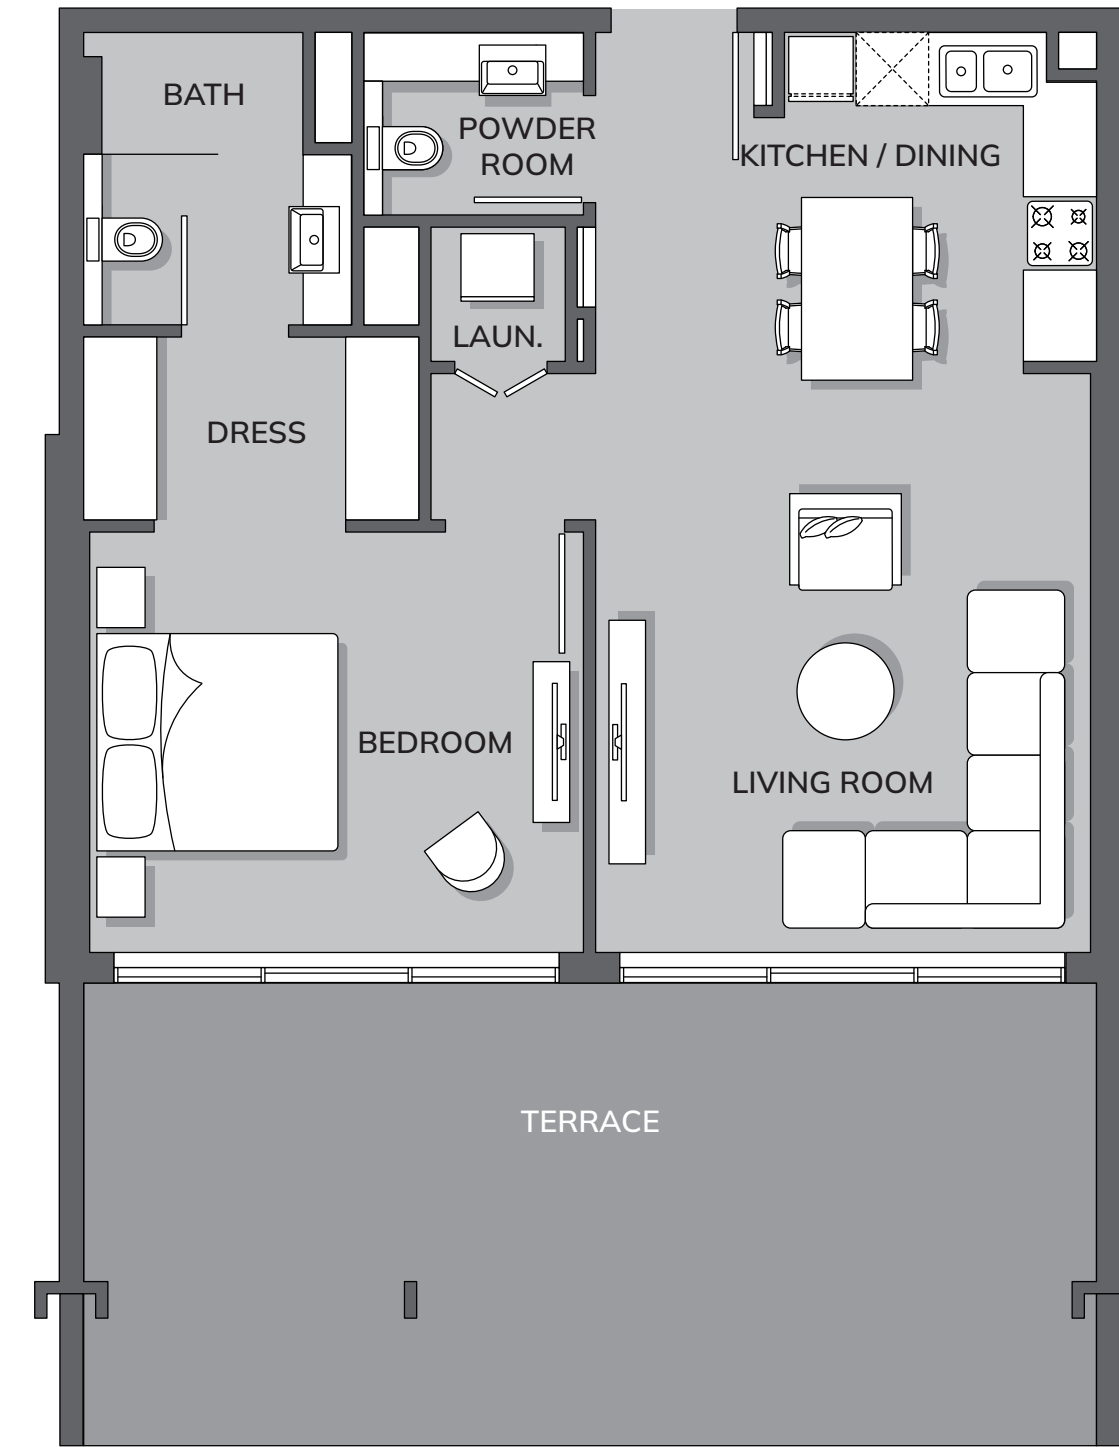 BATH
POWDER
ROOM
KITCHEN / DINING
LAUN.
DRESS
BEDROOM
LIVING ROOM
TERRACE